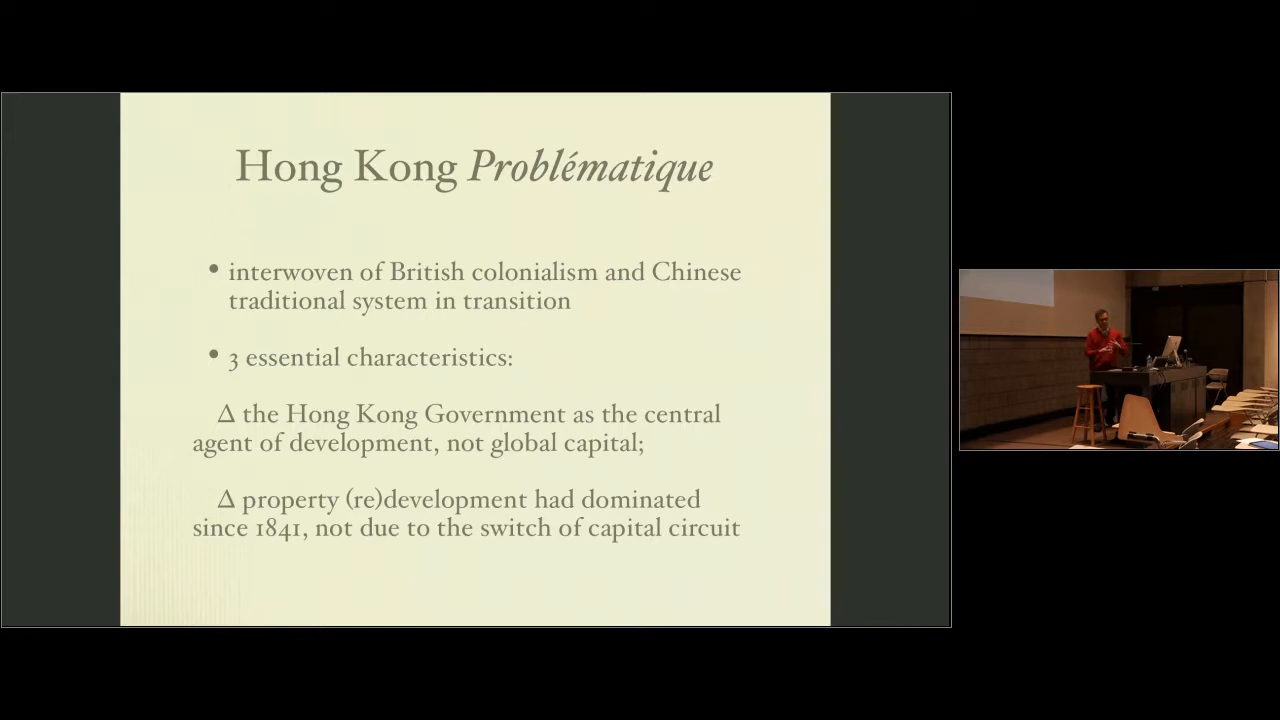 Hong Kong Problématique
• interwoven of British colonialism and Chinese
traditional system in transition
• 3 essential characteristics:
∆ the Hong Kong Government as the central
agent of development, not global capital;
∆ property (re)development had dominated
since 1841, not due to the switch of capital circuit